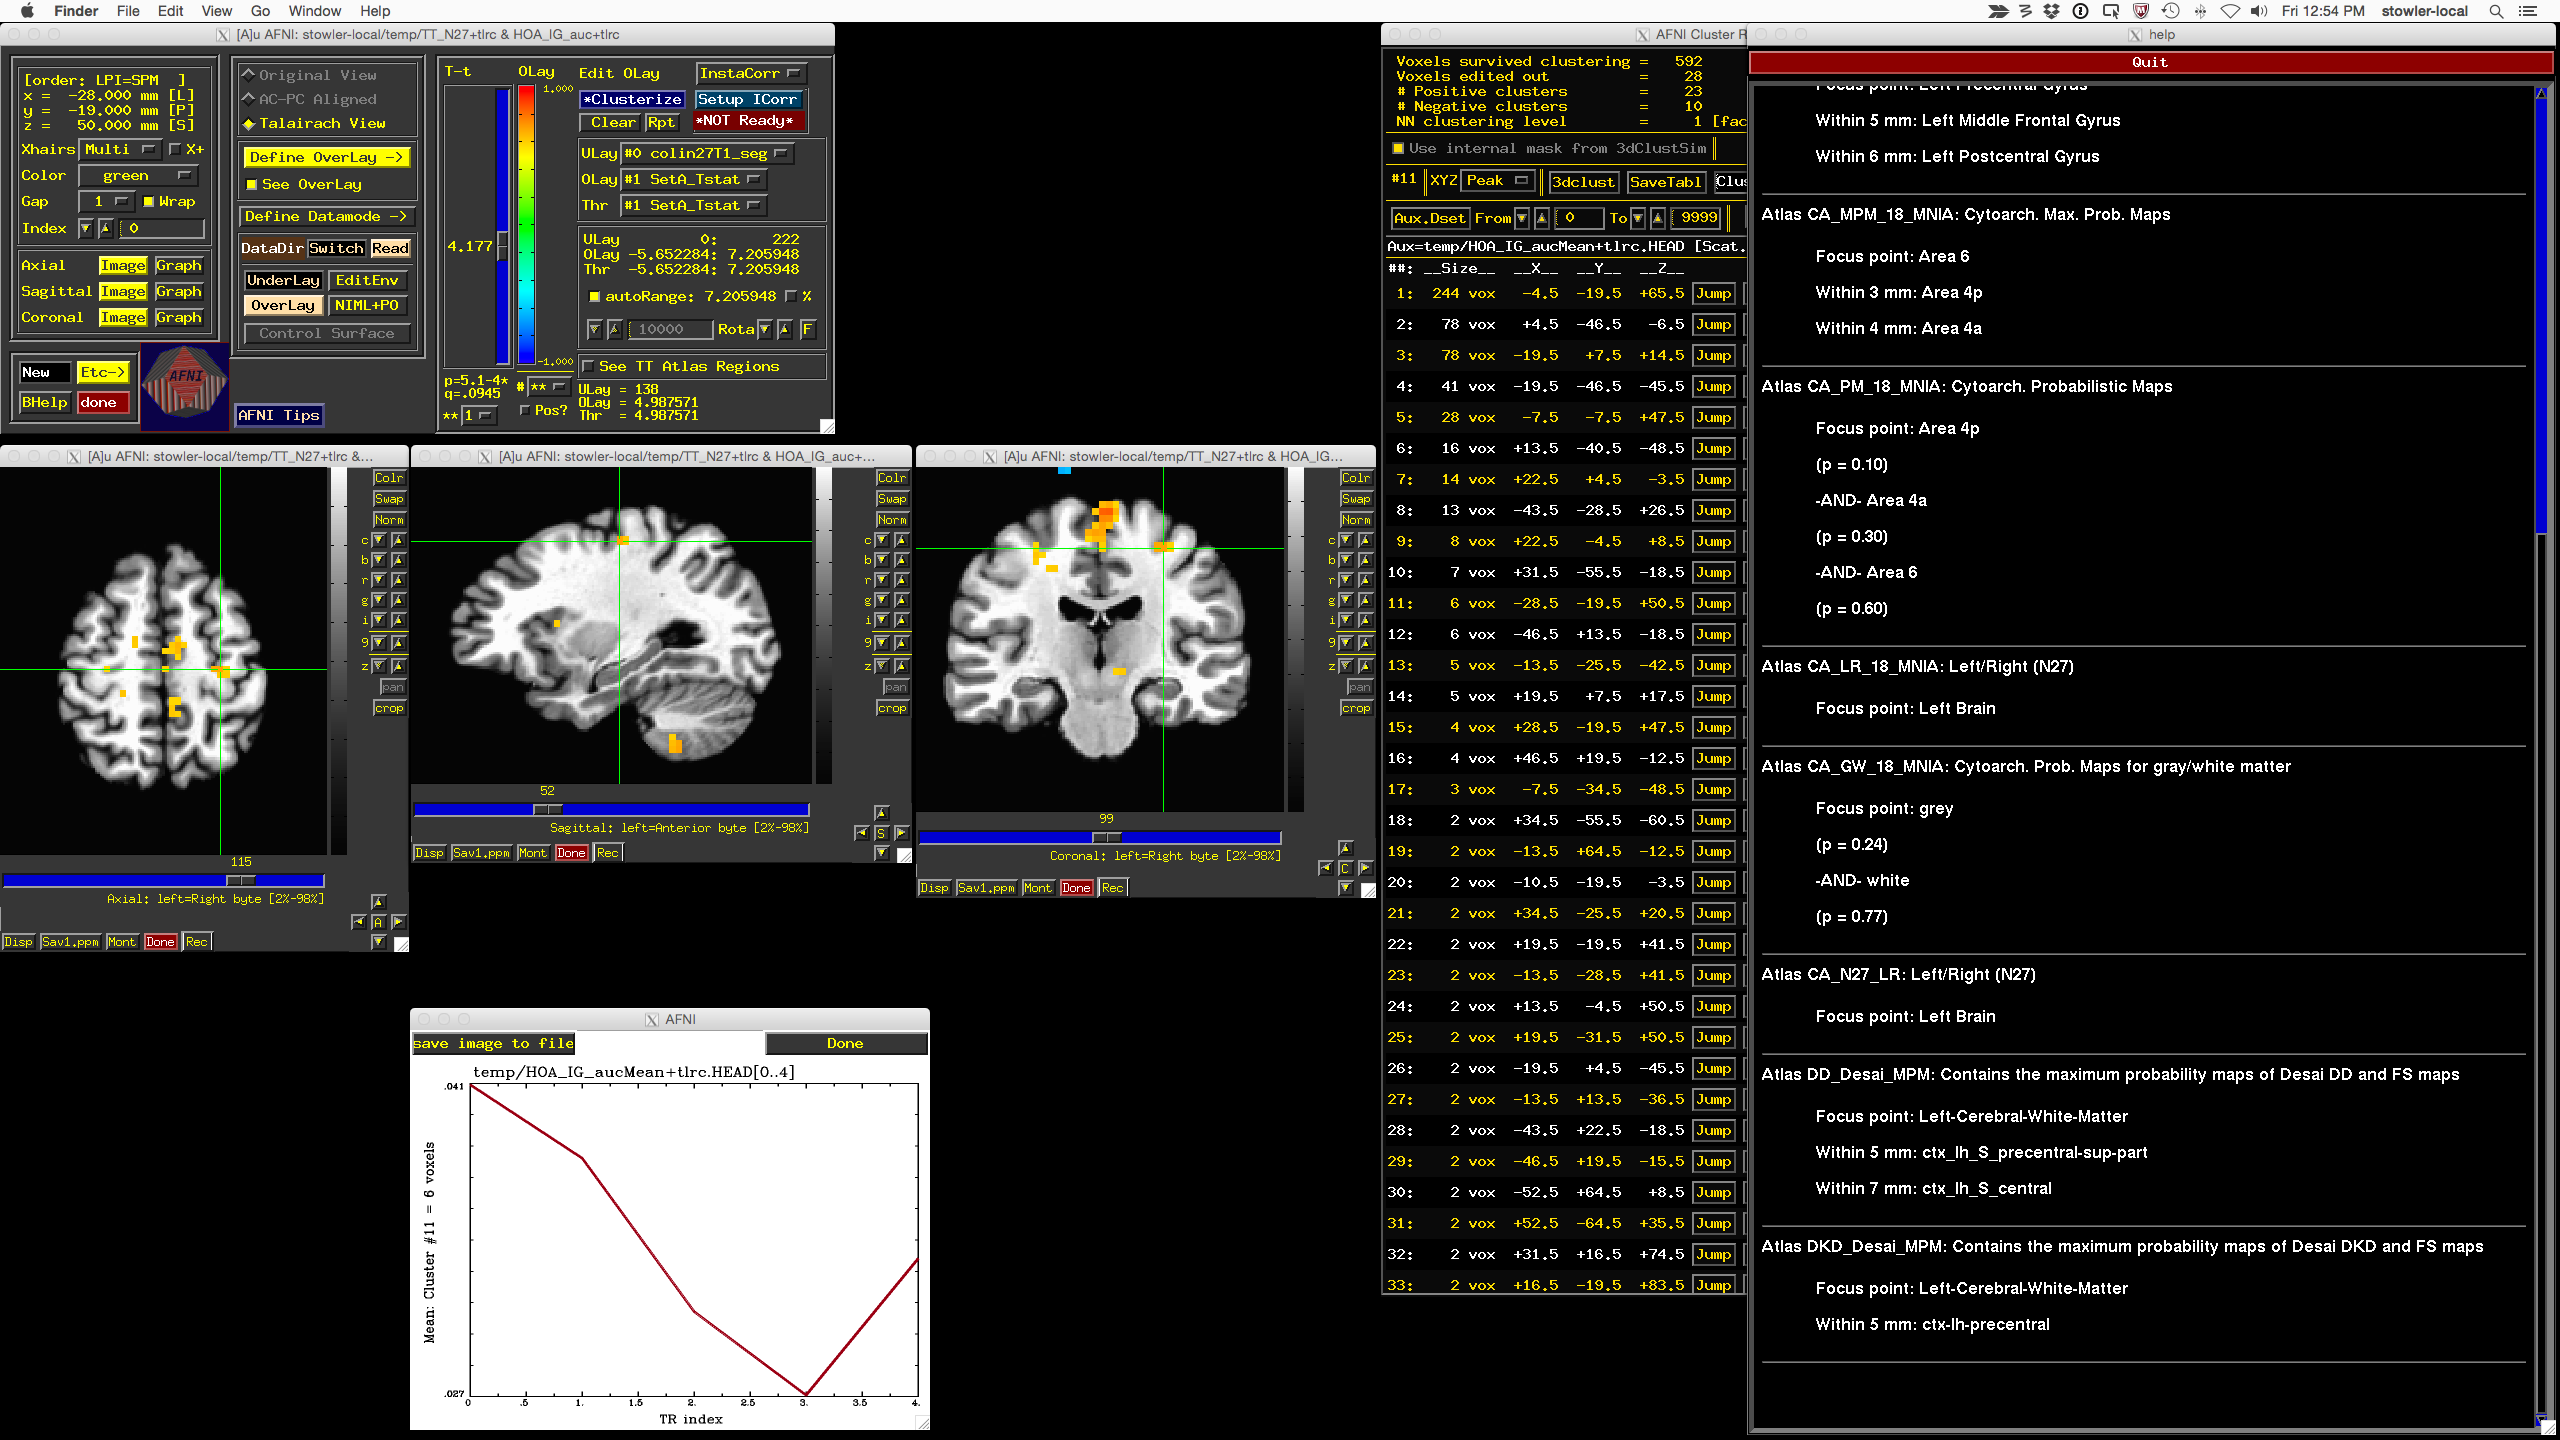 Finder File Edit View Go Window Help
Fri 12:54 PM stowler-local
[A]u AFNI: stowler-local/temp/TT_N27+tlrc & HOA_IG_auc+tlrc
[order: LPI=SPM ]
x = -28.000 mm [L]
y = -19.000 mm [P]
z = 50.000 mm [S]
Xhairs Multi X+
Color green
Gap 1 Wrap
Index 0
Axial Image Graph
Sagittal Image Graph
Coronal Image Graph
New Etc->
BHelp done
AFNI
AFNI Tips
Original View
AC-PC Aligned
Talairach View
Define OverLay ->
See OverLay
Define Datamode ->
DataDir Switch Read
UnderLay EditEnv
OverLay NIML+PO
Control Surface
T-t
4.177
p=5.1-4*
q=.0945
** 1
OLay
1.000
-1.000
# **
Pos?
Edit OLay InstaCorr
*Clusterize Setup ICorr
Clear Rpt *NOT Ready*
ULay #0 colin27T1_seg
OLay #1 SetA_Tstat
Thr #1 SetA_Tstat
ULay 0: 222
OLay -5.652284: 7.205948
Thr -5.652284: 7.205948
autoRange: 7.205948 %
10000 Rota F
See TT Atlas Regions
ULay = 138
OLay = 4.987571
Thr = 4.987571
[A]u AFNI: stowler-local/temp/TT_N27+tlrc &...
Colr
Swap
Norm
c
b
r
g
i
9
z
pan
crop
115
Axial: left=Right byte [2%-98%]
A
Disp Sav1.ppm Mont Done Rec
[A]u AFNI: stowler-local/temp/TT_N27+tlrc & HOA_IG_auc+...
Colr
Swap
Norm
c
b
r
g
i
9
z
pan
crop
52
Sagittal: left=Anterior byte [2%-98%]
S
Disp Sav1.ppm Mont Done Rec
[A]u AFNI: stowler-local/temp/TT_N27+tlrc & HOA_IG...
Colr
Swap
Norm
c
b
r
g
i
9
z
pan
crop
99
Coronal: left=Right byte [2%-98%]
C
Disp Sav1.ppm Mont Done Rec
AFNI
save image to file Done
temp/HOA_IG_aucMean+tlrc.HEAD[0..4]
.041
Mean: Cluster #11 = 6 voxels
.027
0 .5 1. .5 2. .5 3. .5 4.
TR index
AFNI Cluster R
Voxels survived clustering = 592
Voxels edited out = 28
# Positive clusters = 23
# Negative clusters = 10
NN clustering level = 1 [fac
Use internal mask from 3dClustSim
#11 XYZ Peak 3dclust SaveTabl Clus
Aux.Dset From 0 To 9999
Aux=temp/HOA_IG_aucMean+tlrc.HEAD [Scat.
##: __Size__ __X__ __Y__ __Z__
1: 244 vox -4.5 -19.5 +65.5 Jump
2: 78 vox +4.5 -46.5 -6.5 Jump
3: 78 vox -19.5 +7.5 +14.5 Jump
4: 41 vox -19.5 -46.5 -45.5 Jump
5: 28 vox -7.5 -7.5 +47.5 Jump
6: 16 vox +13.5 -40.5 -48.5 Jump
7: 14 vox +22.5 +4.5 -3.5 Jump
8: 13 vox -43.5 -28.5 +26.5 Jump
9: 8 vox +22.5 -4.5 +8.5 Jump
10: 7 vox +31.5 -55.5 -18.5 Jump
11: 6 vox -28.5 -19.5 +50.5 Jump
12: 6 vox -46.5 +13.5 -18.5 Jump
13: 5 vox -13.5 -25.5 -42.5 Jump
14: 5 vox +19.5 +7.5 +17.5 Jump
15: 4 vox +28.5 -19.5 +47.5 Jump
16: 4 vox +46.5 +19.5 -12.5 Jump
17: 3 vox -7.5 -34.5 -48.5 Jump
18: 2 vox +34.5 -55.5 -60.5 Jump
19: 2 vox -13.5 +64.5 -12.5 Jump
20: 2 vox -10.5 -19.5 -3.5 Jump
21: 2 vox +34.5 -25.5 +20.5 Jump
22: 2 vox +19.5 -19.5 +41.5 Jump
23: 2 vox -13.5 -28.5 +41.5 Jump
24: 2 vox +13.5 -4.5 +50.5 Jump
25: 2 vox +19.5 -31.5 +50.5 Jump
26: 2 vox -19.5 +4.5 -45.5 Jump
27: 2 vox -13.5 +13.5 -36.5 Jump
28: 2 vox -43.5 +22.5 -18.5 Jump
29: 2 vox -46.5 +19.5 -15.5 Jump
30: 2 vox -52.5 +64.5 +8.5 Jump
31: 2 vox +52.5 -64.5 +35.5 Jump
32: 2 vox +31.5 +16.5 +74.5 Jump
33: 2 vox +16.5 -19.5 +83.5 Jump
help
Quit
Focus point: Left Precentral Gyrus
Within 5 mm: Left Middle Frontal Gyrus
Within 6 mm: Left Postcentral Gyrus
Atlas CA_MPM_18_MNIA: Cytoarch. Max. Prob. Maps
Focus point: Area 6
Within 3 mm: Area 4p
Within 4 mm: Area 4a
Atlas CA_PM_18_MNIA: Cytoarch. Probabilistic Maps
Focus point: Area 4p
(p = 0.10)
-AND- Area 4a
(p = 0.30)
-AND- Area 6
(p = 0.60)
Atlas CA_LR_18_MNIA: Left/Right (N27)
Focus point: Left Brain
Atlas CA_GW_18_MNIA: Cytoarch. Prob. Maps for gray/white matter
Focus point: grey
(p = 0.24)
-AND- white
(p = 0.77)
Atlas CA_N27_LR: Left/Right (N27)
Focus point: Left Brain
Atlas DD_Desai_MPM: Contains the maximum probability maps of Desai DD and FS maps
Focus point: Left-Cerebral-White-Matter
Within 5 mm: ctx_lh_S_precentral-sup-part
Within 7 mm: ctx_lh_S_central
Atlas DKD_Desai_MPM: Contains the maximum probability maps of Desai DKD and FS maps
Focus point: Left-Cerebral-White-Matter
Within 5 mm: ctx-lh-precentral